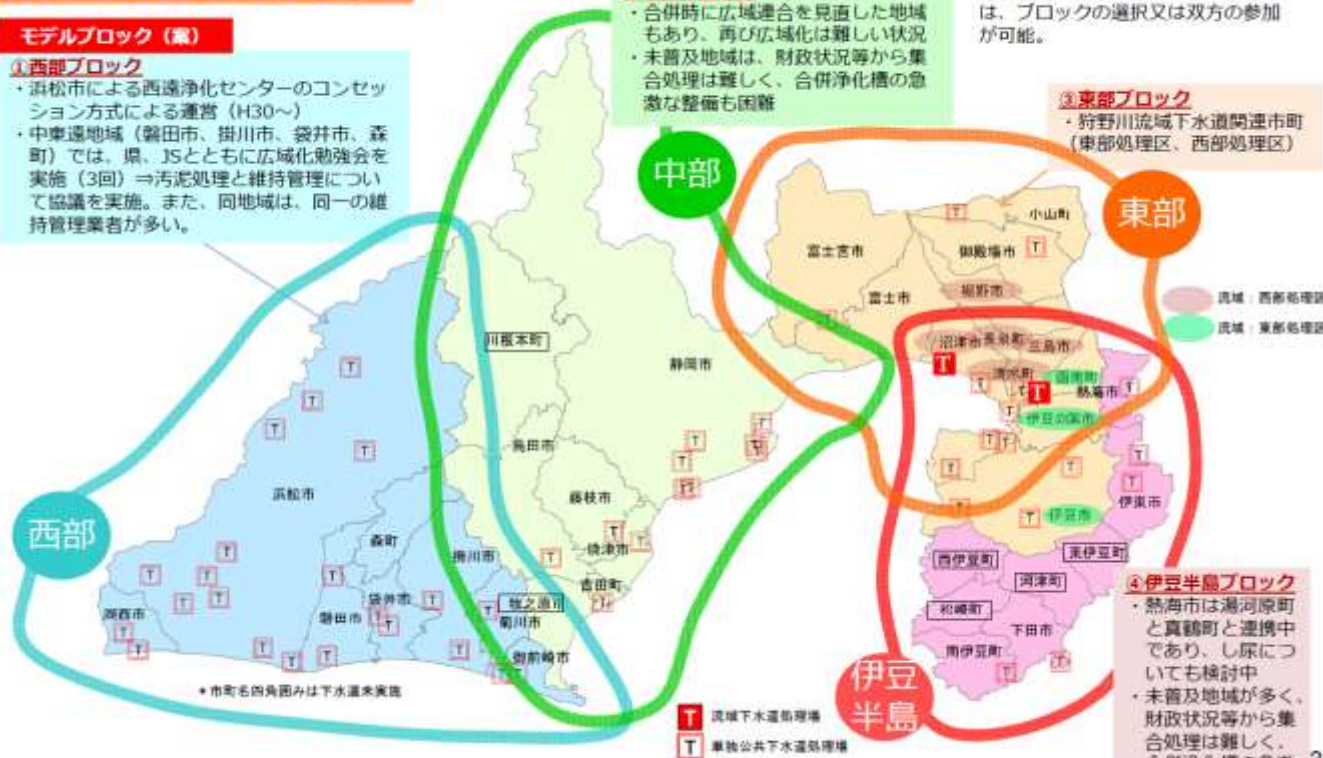 ・合併時に広域連合を見直した地域
もあり、再び広域化は難しい状況
・未普及地域は、財政状況等から集
合処理は難しく、合併浄化槽の急
激な整備も困難
は、ブロックの選択又は双方の参加
が可能。
モデルブロック（案）
①西部ブロック
・浜松市による西遠浄化センターのコンセッ
ション方式による運営（H30～）
・中東遠地域（磐田市、掛川市、袋井市、森
町）では、県、JSとともに広域化勉強会を
実施（3回）⇒汚泥処理と維持管理につい
て協議を実施。また、同地域は、同一の維
持管理業者が多い。
③東部ブロック
・狩野川流域下水道関連市町
（東部処理区、西部処理区）
中部
東部
西部
伊豆
半島
小山町
御殿場市
富士宮市
富士市
裾野市
沼津市
長泉町
三島市
清水町
函南町
熱海市
伊豆の国市
伊豆市
伊東市
西伊豆町
東伊豆町
河津町
松崎町
下田市
南伊豆町
川根本町
静岡市
島田市
藤枝市
焼津市
吉田町
牧之原市
菊川市
御前崎市
掛川市
森町
袋井市
磐田市
浜松市
湖西市
流域：西部処理区
流域：東部処理区
④伊豆半島ブロック
・熱海市は湯河原町
と真鶴町と連携中
であり、し尿につ
いても検討中
・未普及地域が多く、
財政状況等から集
合処理は難しく、
＊市町名四角囲みは下水道未実施
T 流域下水道処理場
T 単独公共下水道処理場